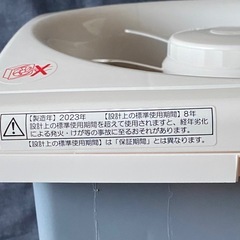 【製造年】2023年 【設計上の標準使用期間】8年
設計上の標準使用期間を超えて使用されますと、経年劣化
による発火・けが等の事故に至るおそれがあります。
【設計上の標準使用期間】は「保証期間」とは異なります。